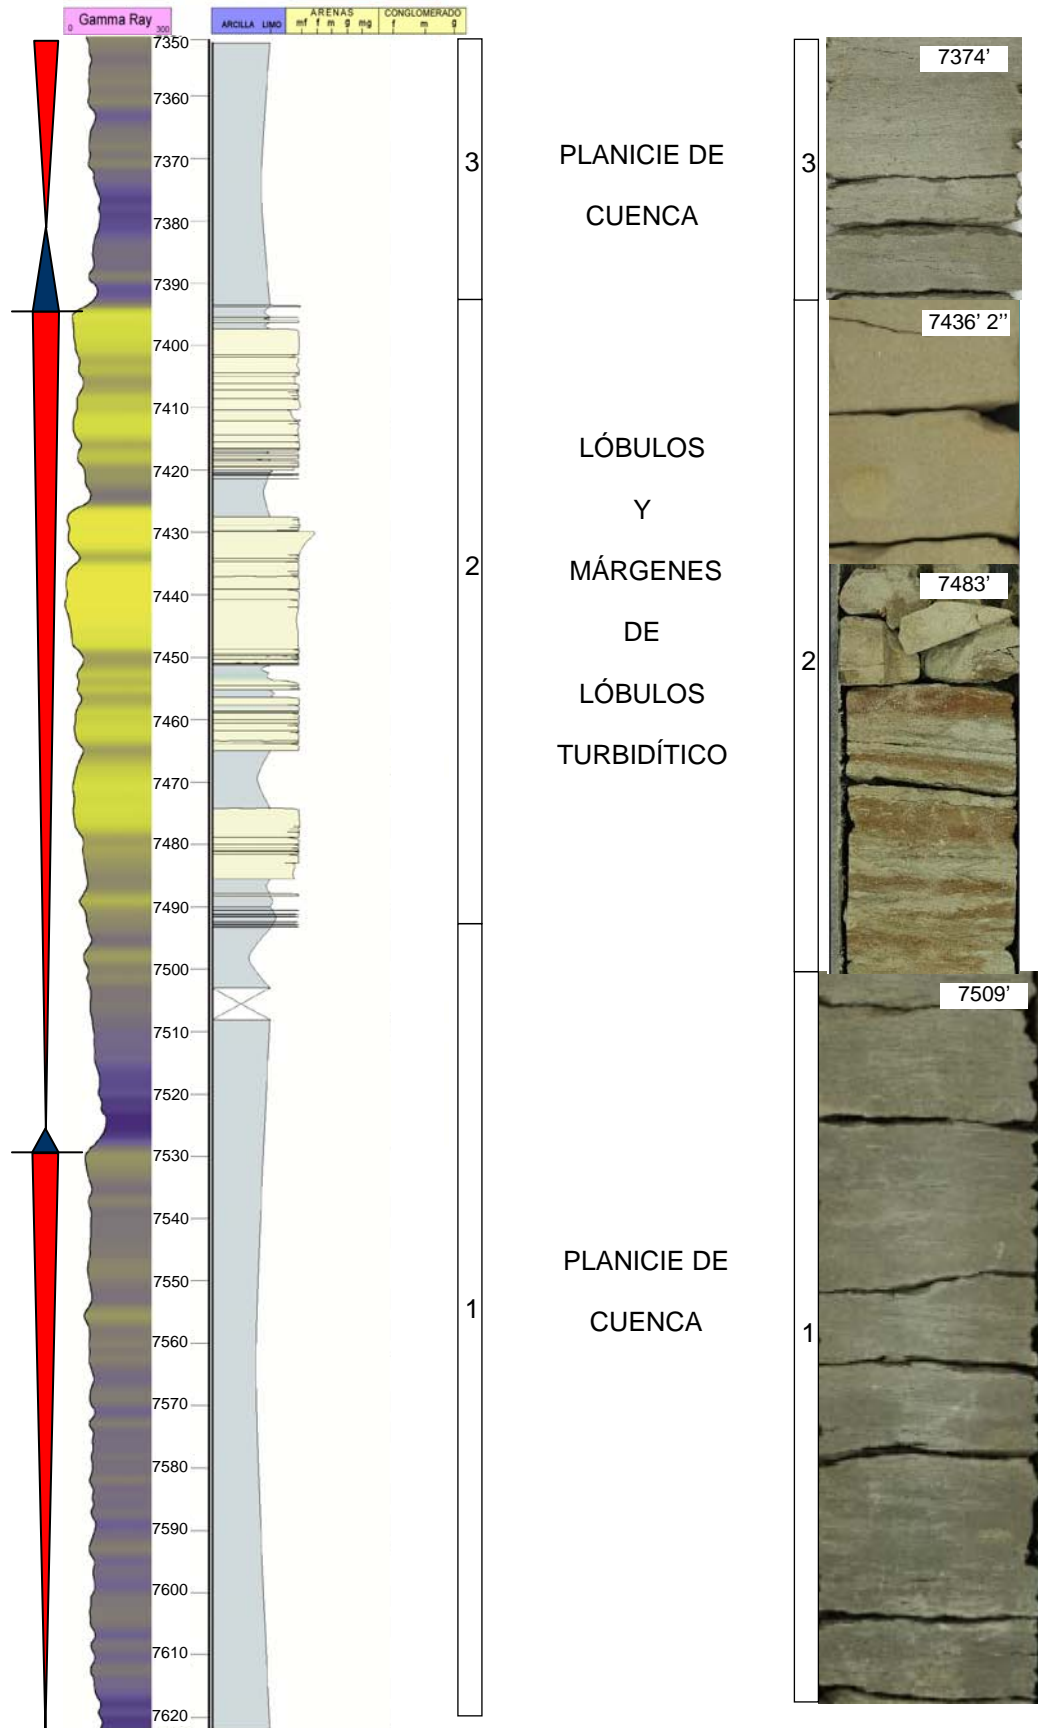 Gamma Ray
0 300
ARCILLA LIMO
ARENAS
mf f m g mg
CONGLOMERADO
f m g
7350
7360
7370
7380
7390
7400
7410
7420
7430
7440
7450
7460
7470
7480
7490
7500
7510
7520
7530
7540
7550
7560
7570
7580
7590
7600
7610
7620
3
2
1
PLANICIE DE
CUENCA
LÓBULOS
Y
MÁRGENES
DE
LÓBULOS
TURBIDÍTICO
PLANICIE DE
CUENCA
3
2
1
7374'
7436' 2''
7483'
7509'